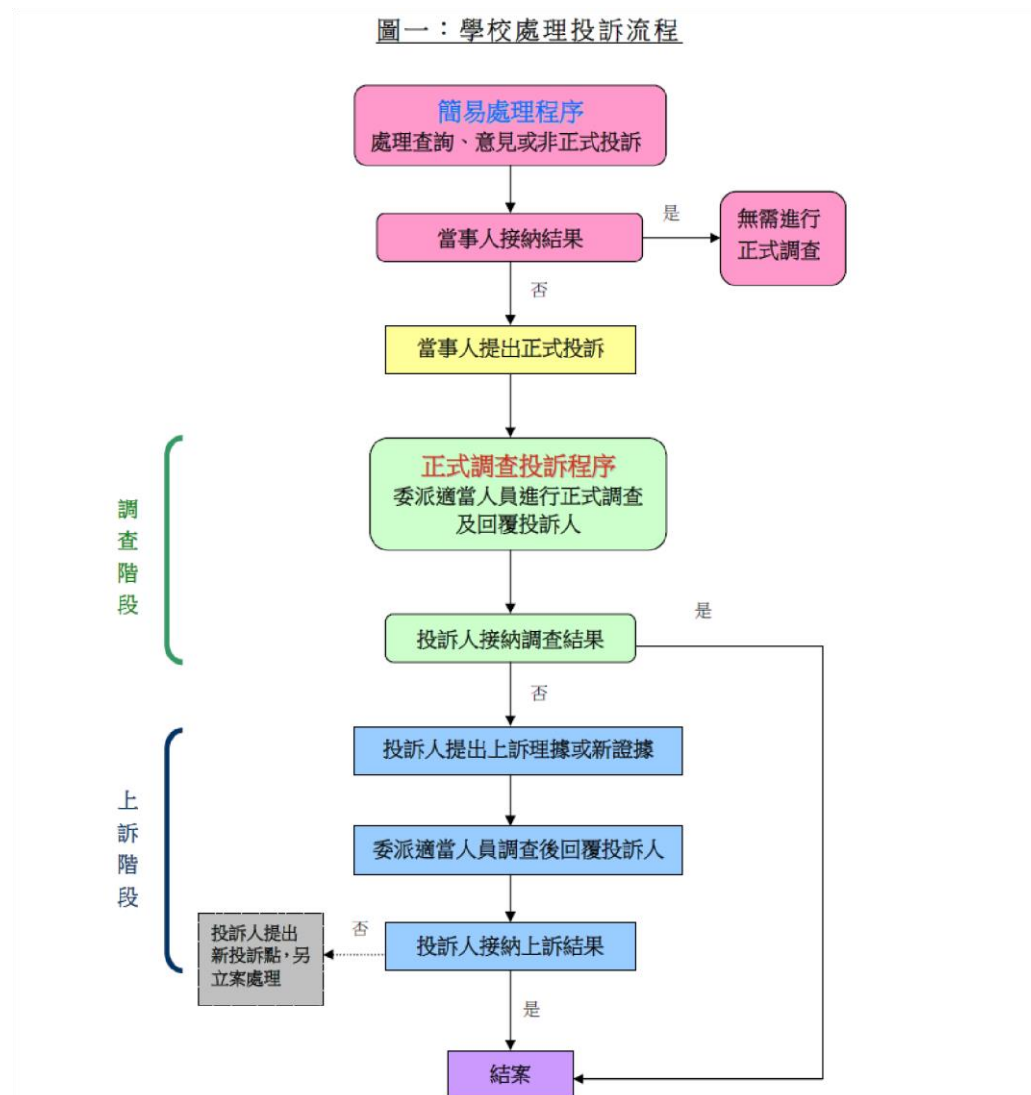 圖一：學校處理投訴流程
簡易處理程序
處理查詢、意見或非正式投訴
當事人接納結果
是
無需進行
正式調查
否
當事人提出正式投訴
調查階段
正式調查投訴程序
委派適當人員進行正式調查
及回覆投訴人
投訴人接納調查結果
是
否
上訴階段
投訴人提出上訴理據或新證據
委派適當人員調查後回覆投訴人
投訴人接納上訴結果
否
投訴人提出
新投訴點，另
立案處理
是
結案